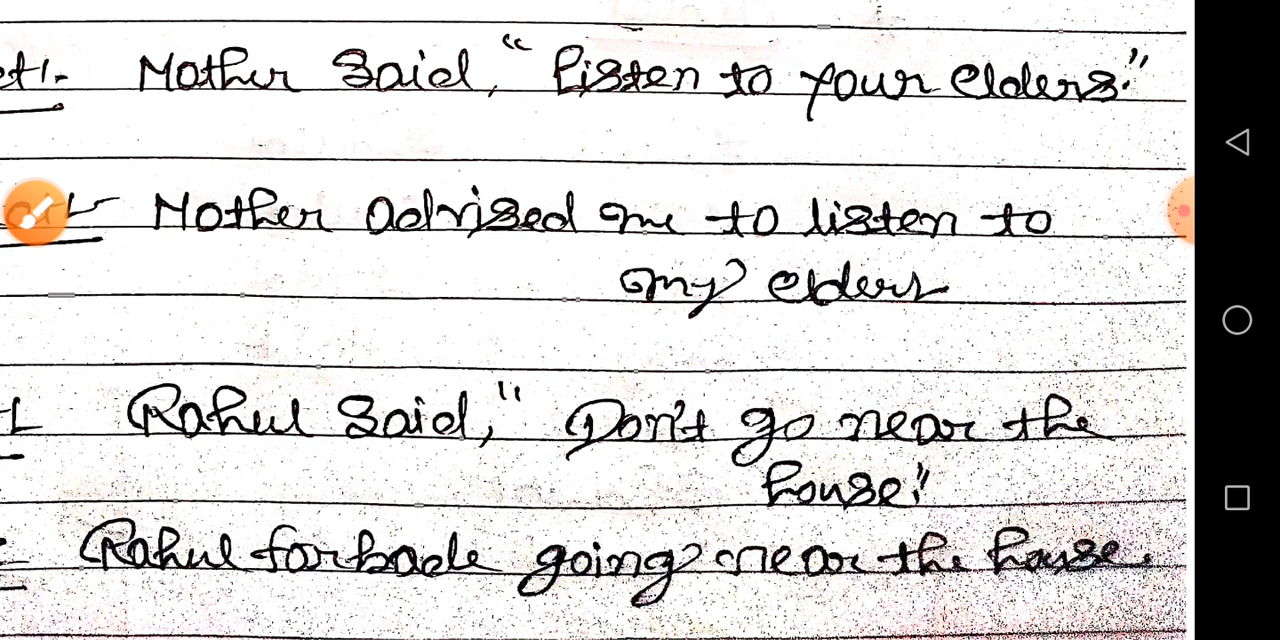 Mother Said, "Listen to your elders."
Mother advised me to listen to
my elders
Rahul Said, "Don't go near the
house."
Rahul forbade going near the house.